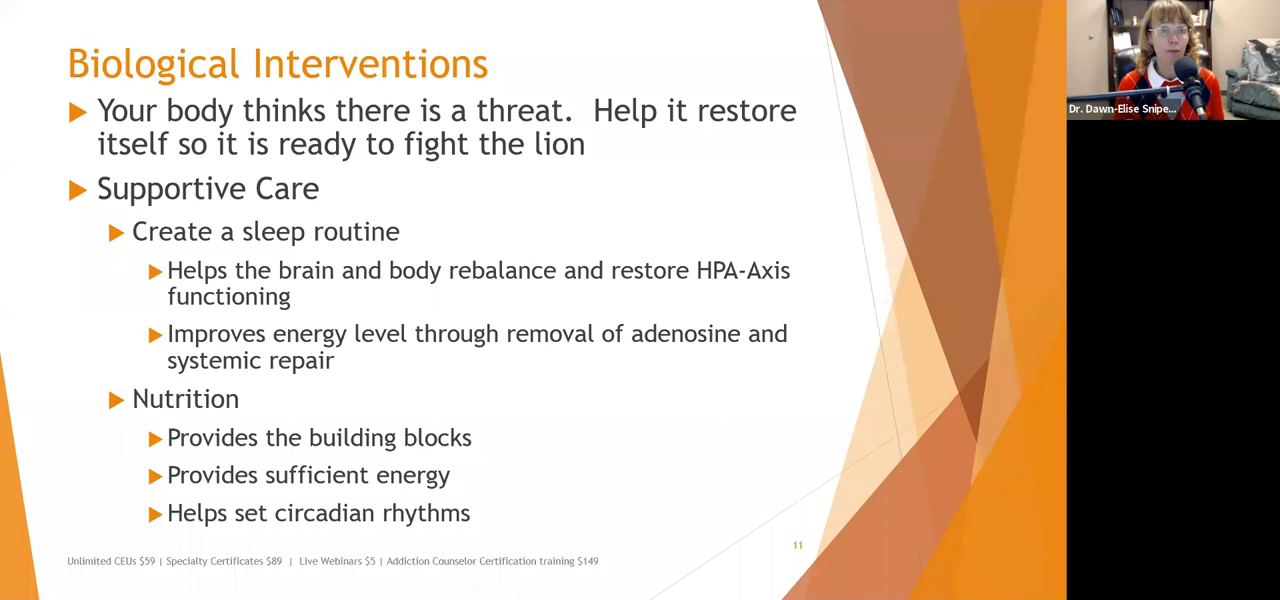 Biological Interventions
Your body thinks there is a threat.  Help it restore
itself so it is ready to fight the lion
Supportive Care
Create a sleep routine
Helps the brain and body rebalance and restore HPA-Axis
functioning
Improves energy level through removal of adenosine and
systemic repair
Nutrition
Provides the building blocks
Provides sufficient energy
Helps set circadian rhythms
11
Unlimited CEUs $59 | Specialty Certificates $89  |  Live Webinars $5 | Addiction Counselor Certification training $149
Dr. Dawn-Elise Snipe...